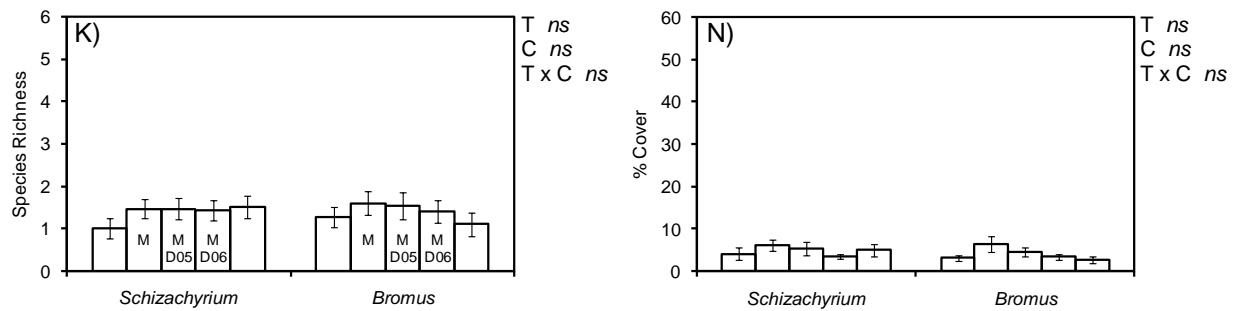 K)
6
5
4
3
2
1
0
Species Richness
M
M
D05
M
D06
M
M
D05
M
D06
Schizachyrium
Bromus
T ns
C ns
T x C ns
N)
60
50
40
30
20
10
0
% Cover
Schizachyrium
Bromus
T ns
C ns
T x C ns